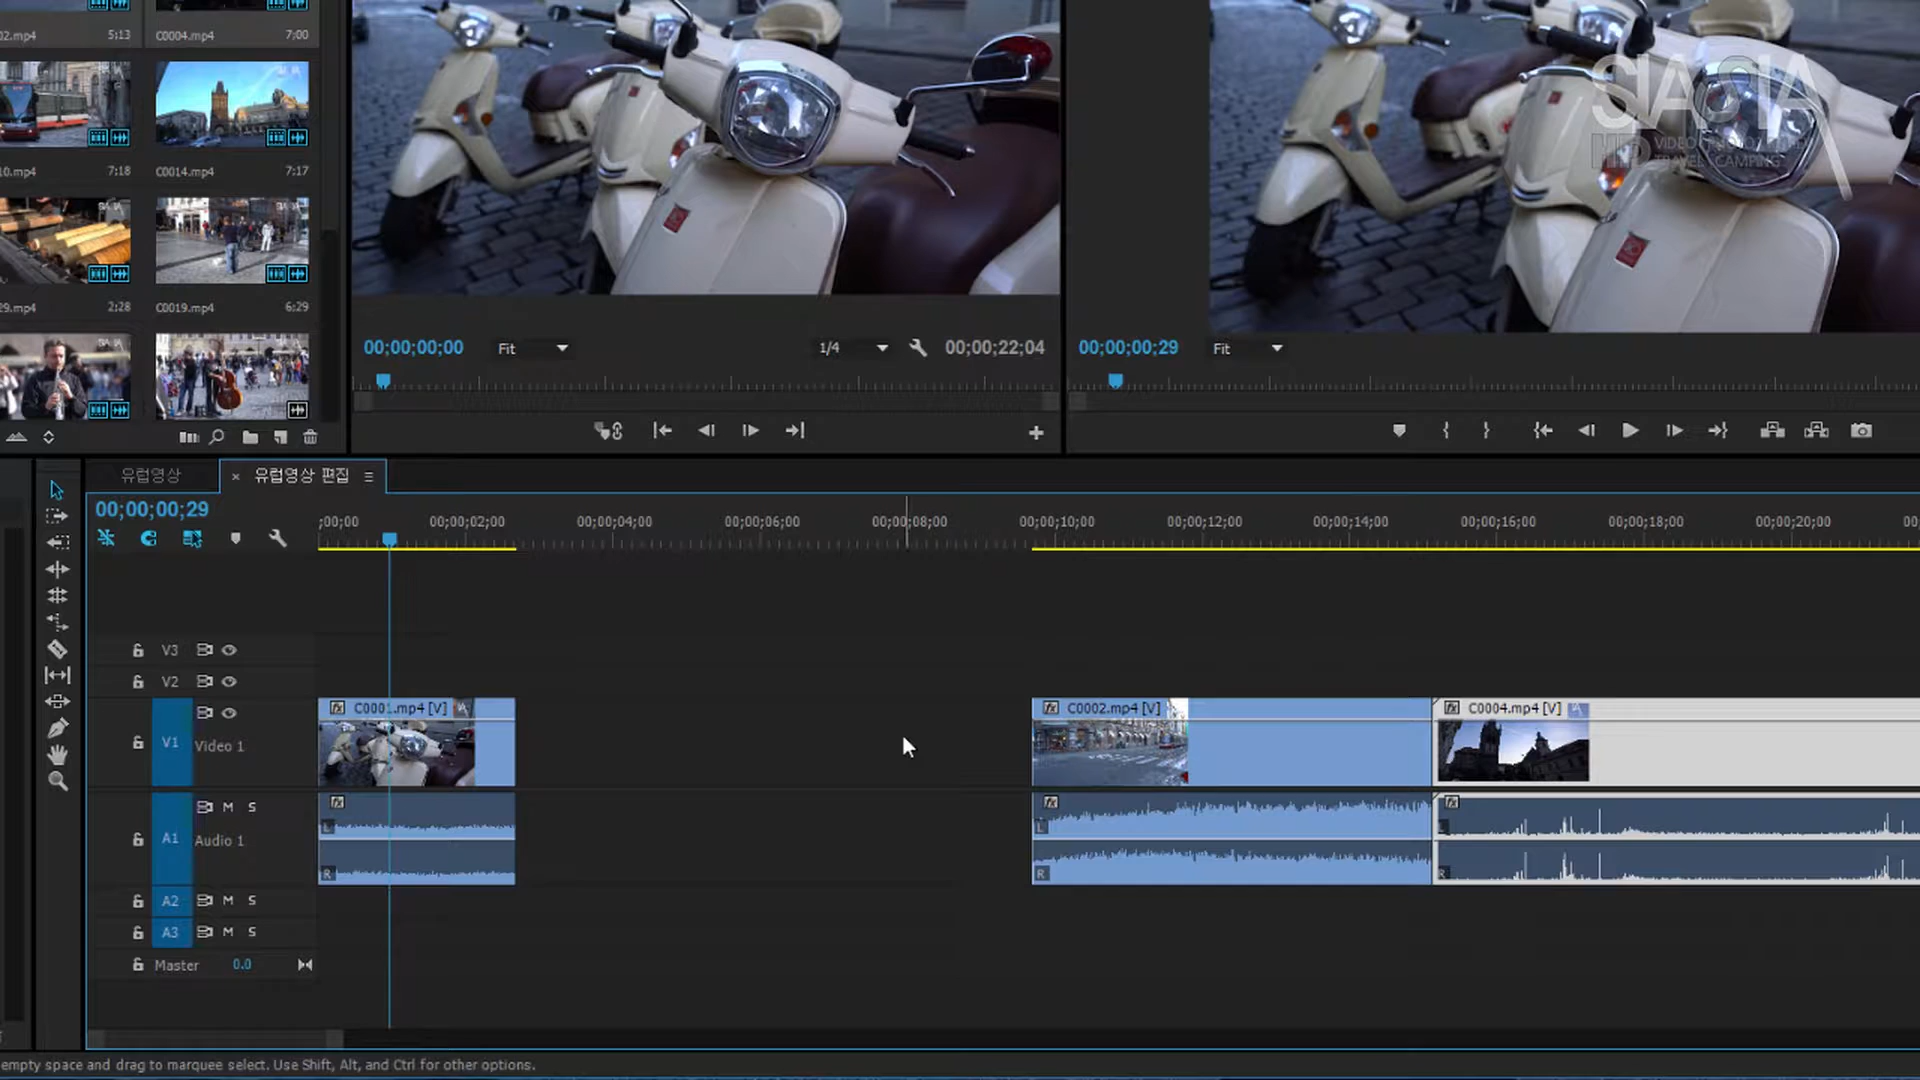 02.mp4 5:13 C0004.mp4 7:00
10.mp4 7:18 C0014.mp4 7:17
29.mp4 2:28 C0019.mp4 6:29
SIASIA
VIDEO
TRAVEL CAMPING
00;00;00;00 Fit 1/4 00;00;22;04
00;00;00;29 Fit
유럽영상 × 유럽영상 편집
00;00;00;29
;00;00 00;00;02;00 00;00;04;00 00;00;06;00 00;00;08;00 00;00;10;00 00;00;12;00 00;00;14;00 00;00;16;00 00;00;18;00 00;00;20;00 00
V3
V2
V1 Video 1
fx C0001.mp4 [V] fx C0002.mp4 [V] fx C0004.mp4 [V]
A1 M S Audio 1
fx L R fx L R fx L R
A2 M S
A3 M S
Master 0.0
empty space and drag to marquee select. Use Shift, Alt, and Ctrl for other options.